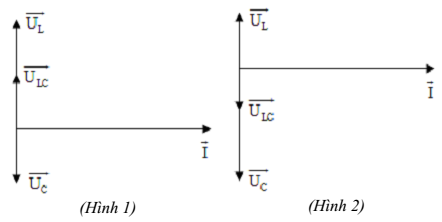 U_L
U_LC
I
U_C
(Hình 1)
U_L
U_LC
I
U_C
(Hình 2)